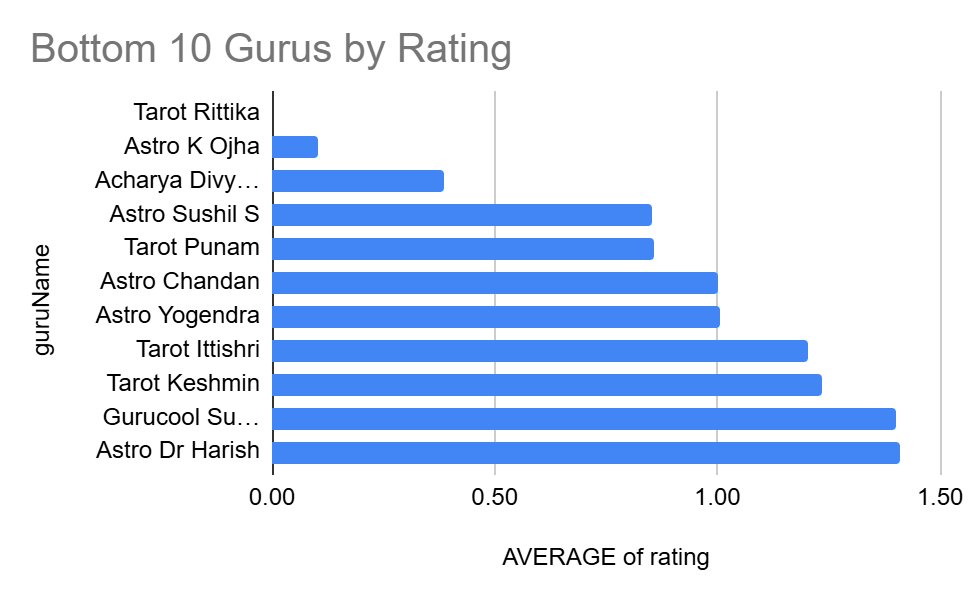 Bottom 10 Gurus by Rating
guruName
Tarot Rittika
Astro K Ojha
Acharya Divy…
Astro Sushil S
Tarot Punam
Astro Chandan
Astro Yogendra
Tarot Ittishri
Tarot Keshmin
Gurucool Su…
Astro Dr Harish
0.00 0.50 1.00 1.50
AVERAGE of rating